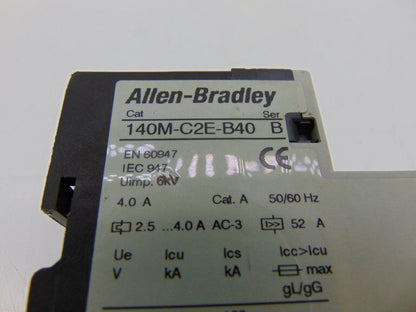 Allen-Bradley
Cat Ser
140M-C2E-B40 B
EN 60947
IEC 947
Uimp. 6kV
4.0 A Cat. A 50/60 Hz
2.5 ...4.0 A AC-3 I>> 52 A
Ue Icu Ics Icc>Icu
V kA kA max
gL/gG